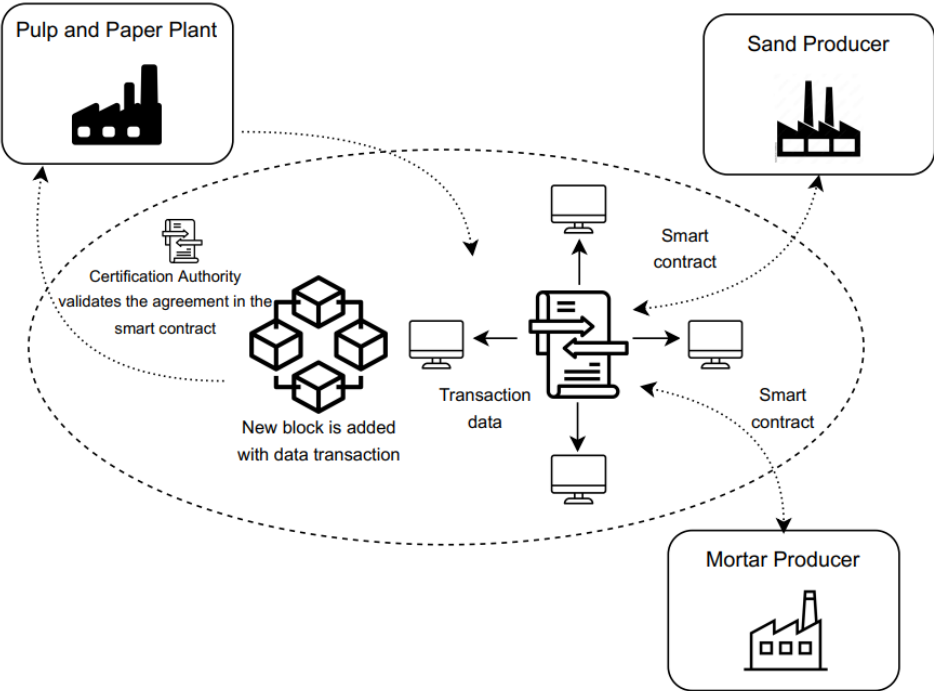 Pulp and Paper Plant
Sand Producer
Smart
contract
Certification Authority
validates the agreement in the
smart contract
Transaction
data
Smart
contract
New block is added
with data transaction
Mortar Producer